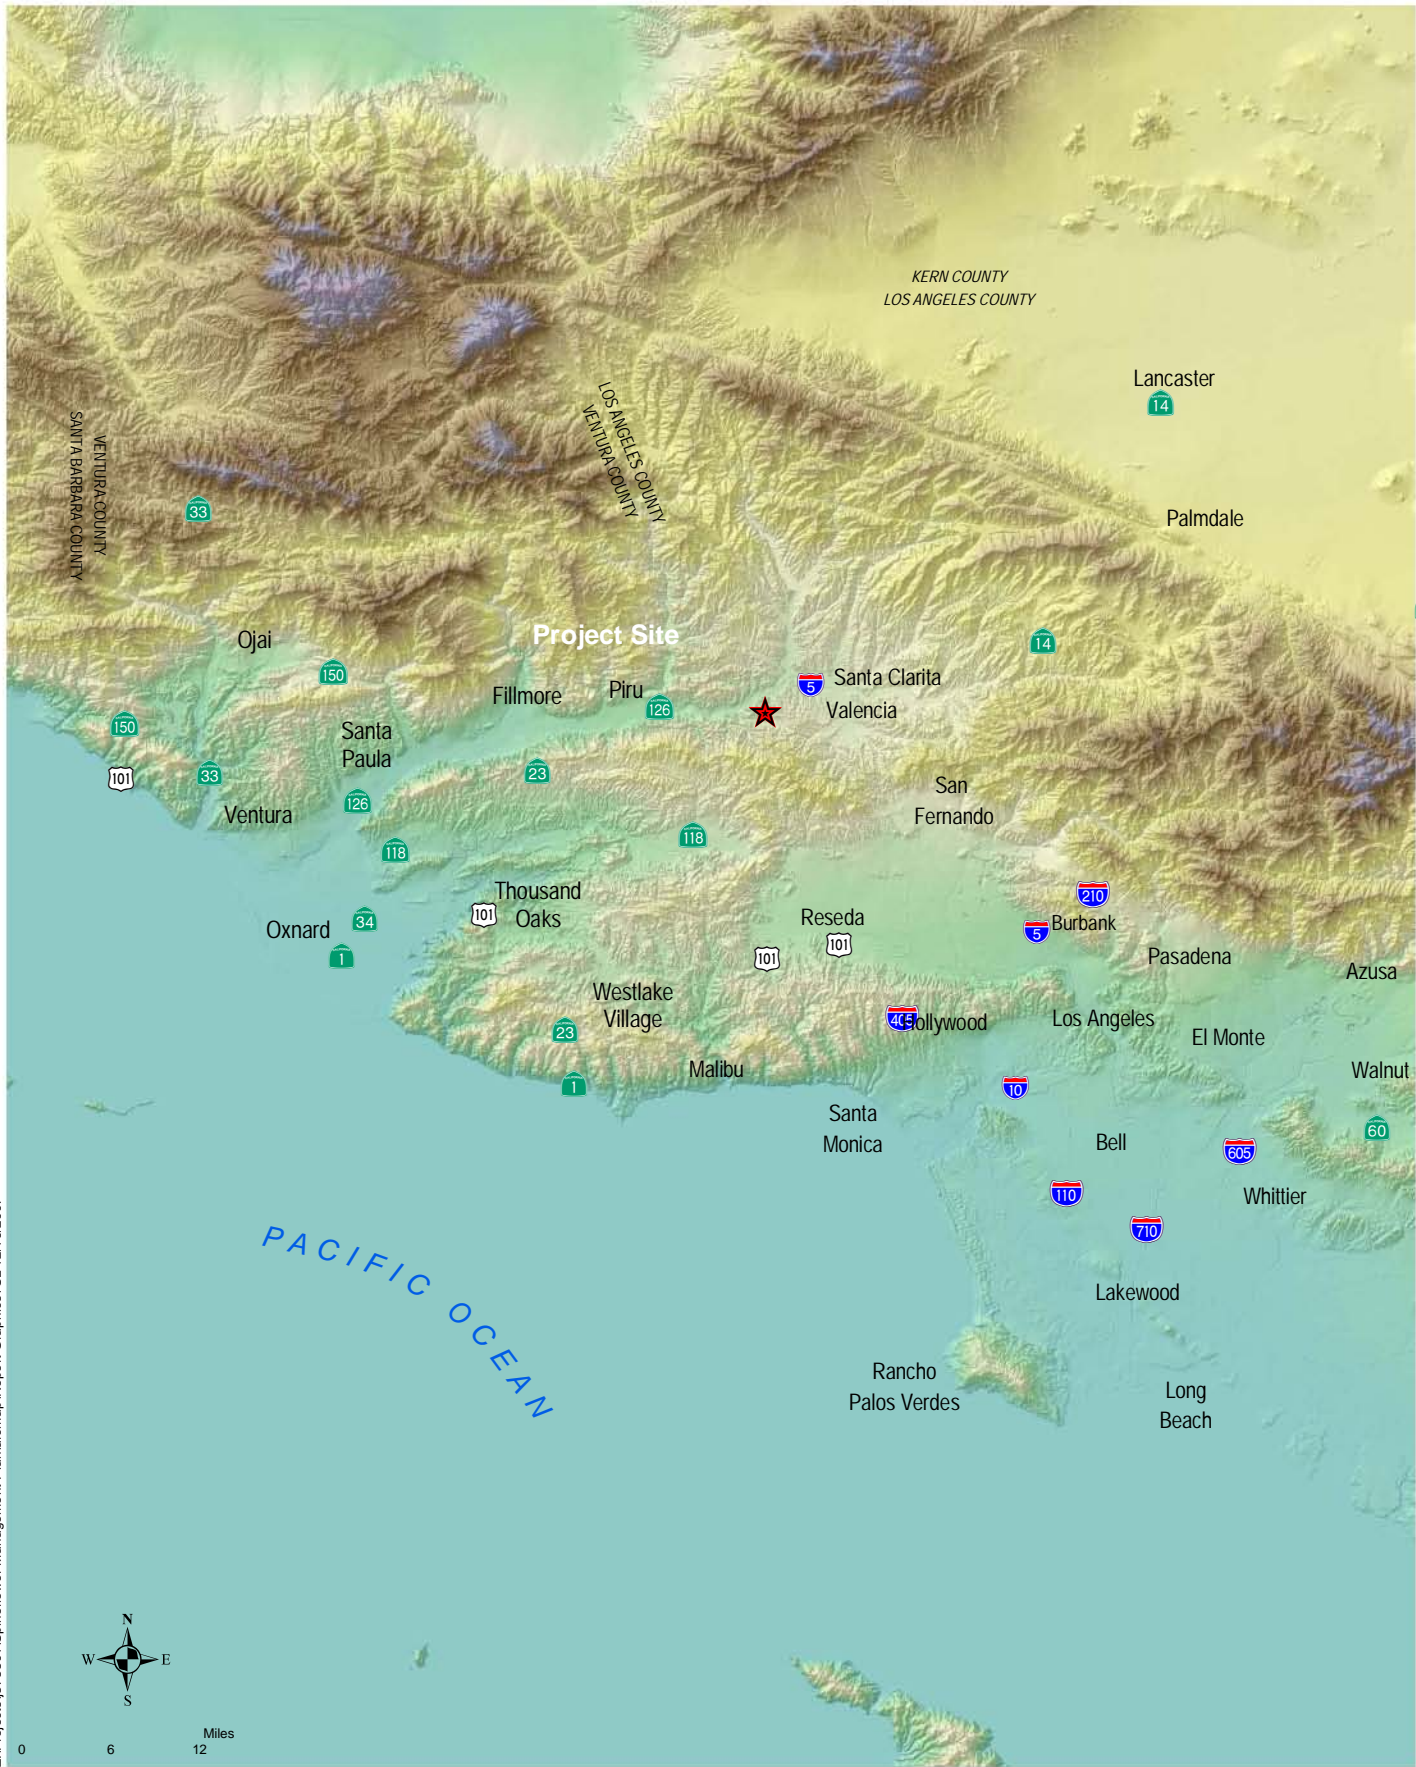 KERN COUNTY
LOS ANGELES COUNTY
Lancaster
14
LOS ANGELES COUNTY
VENTURA COUNTY
VENTURA COUNTY
SANTA BARBARA COUNTY
33
Palmdale
Project Site
Ojai
14
150
Santa Clarita
5
Piru
Fillmore
126
Valencia
150
Santa
Paula
101
33
23
San
Fernando
126
Ventura
118
118
210
Thousand
Oaks
101
34
Reseda
101
Burbank
5
Oxnard
1
101
Pasadena
Azusa
Westlake
Village
23
405
Hollywood
Los Angeles
El Monte
Malibu
1
10
Walnut
Santa
Monica
60
Bell
605
110
Whittier
710
PACIFIC OCEAN
Lakewood
Rancho
Palos Verdes
Long
Beach
N
W
E
S
Miles
0
6
12